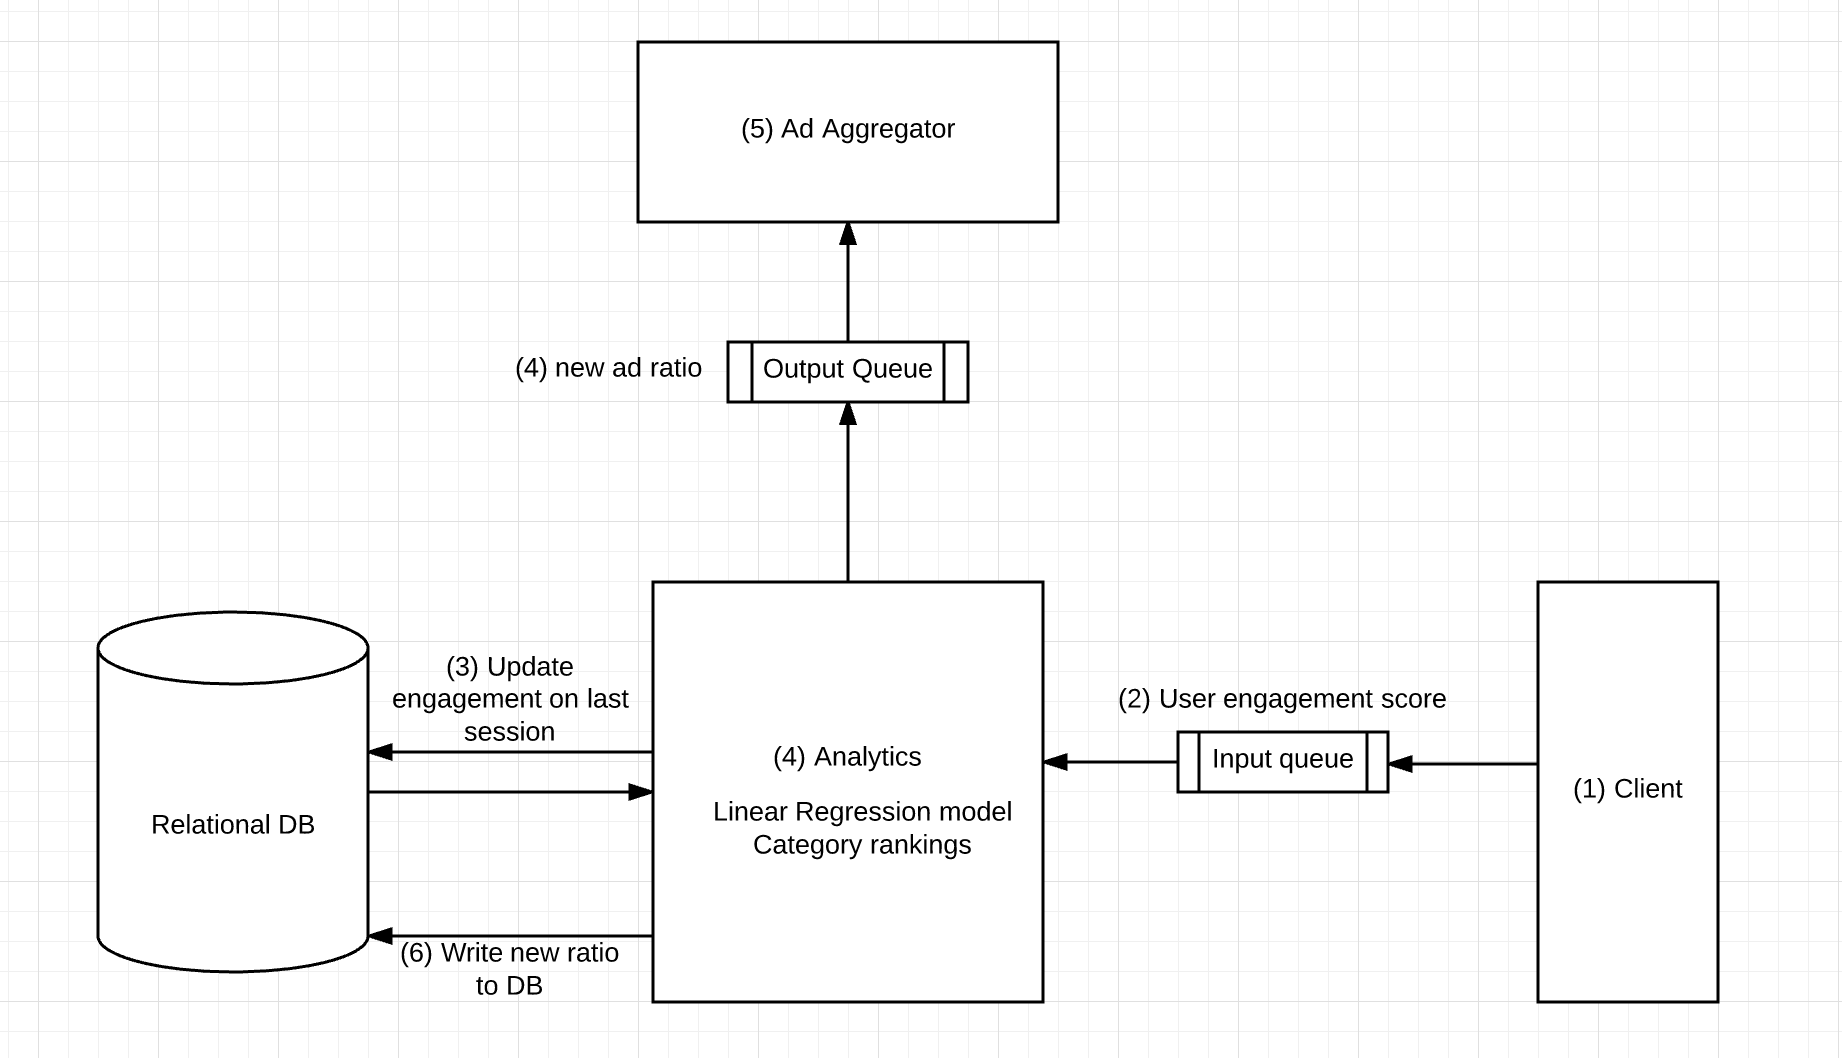 (5) Ad Aggregator
(4) new ad ratio
Output Queue
(3) Update
engagement on last
session
(2) User engagement score
(4) Analytics
Input queue
(1) Client
Linear Regression model
Category rankings
Relational DB
(6) Write new ratio
to DB